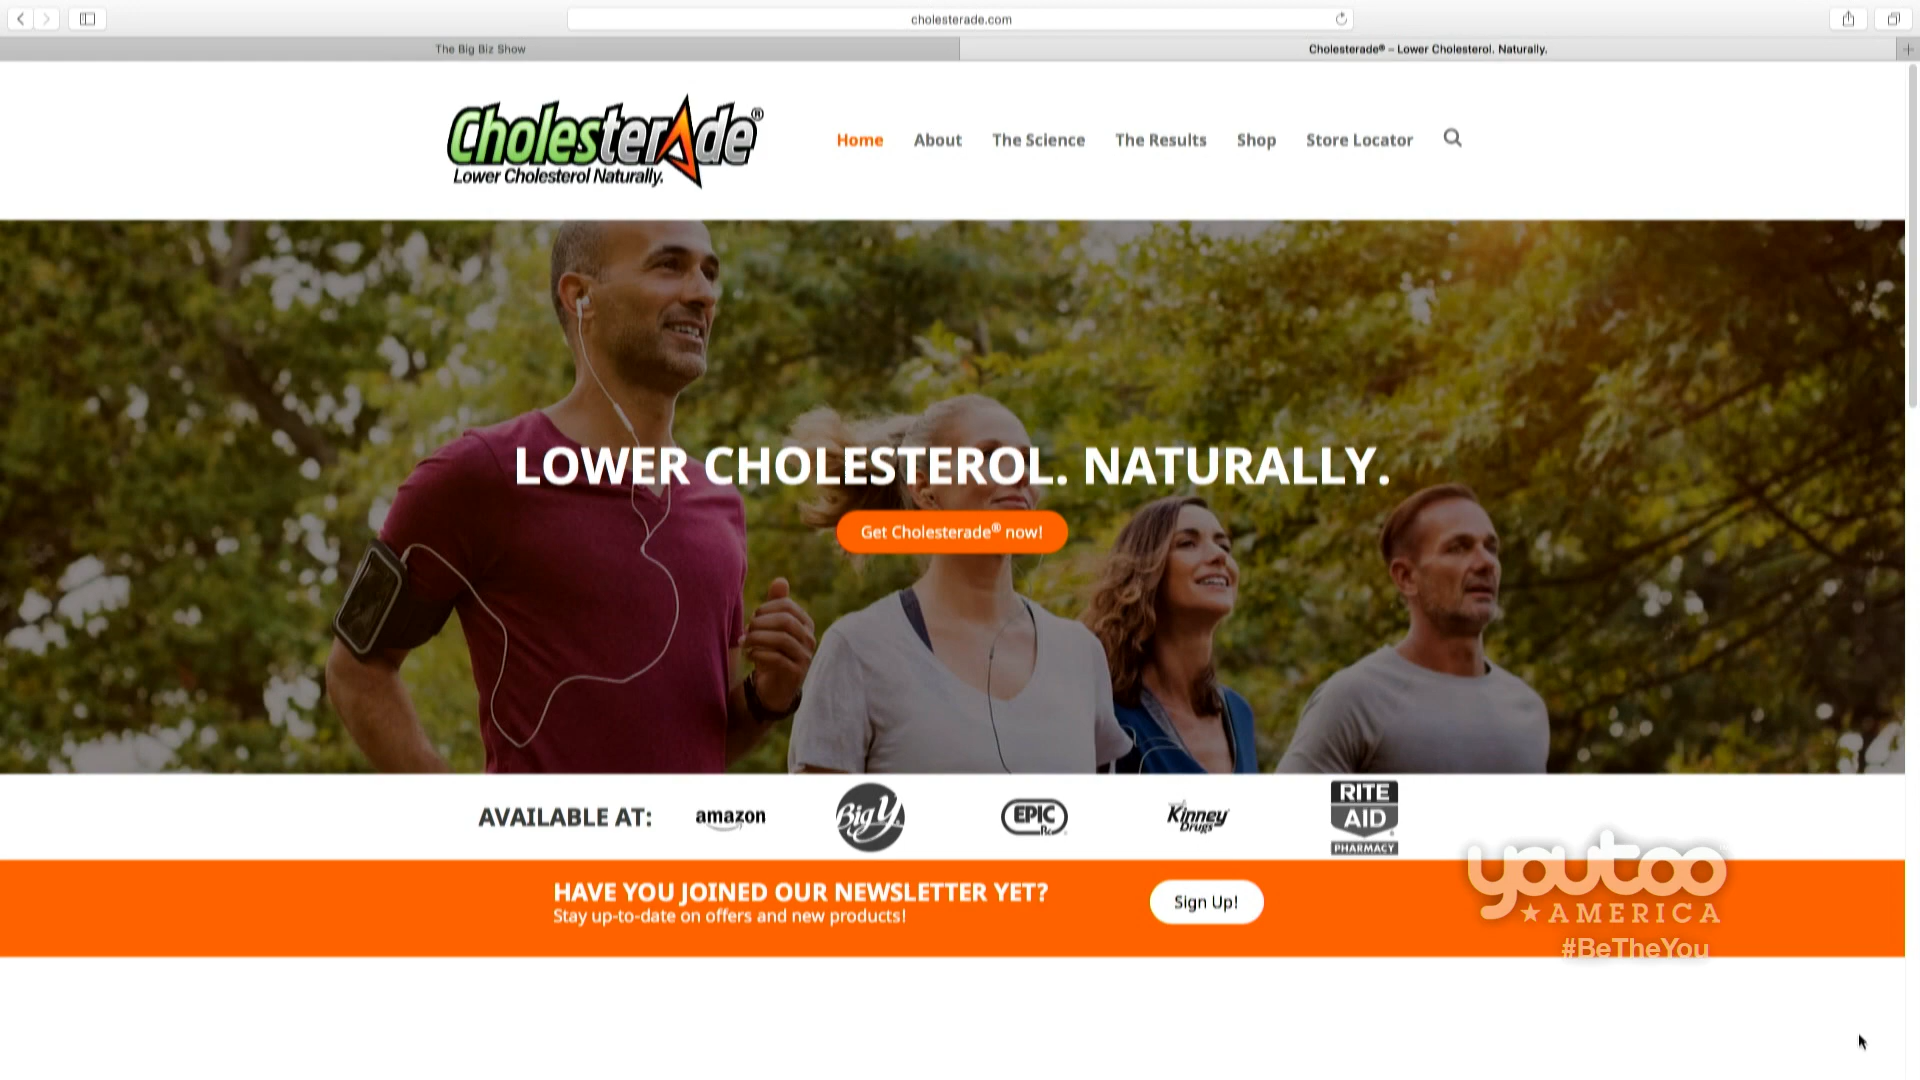 cholesterade.com
The Big Biz Show
Cholesterade® – Lower Cholesterol. Naturally.
Cholesterade®
Lower Cholesterol Naturally.
Home About The Science The Results Shop Store Locator
LOWER CHOLESTEROL. NATURALLY.
Get Cholesterade® now!
AVAILABLE AT: amazon Big Y EPIC Rx Kinney Drugs RITE AID PHARMACY
HAVE YOU JOINED OUR NEWSLETTER YET?
Stay up-to-date on offers and new products!
Sign Up!
youtoo
AMERICA
#BeTheYou